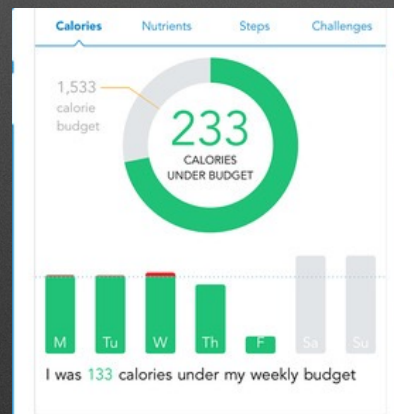 Calories Nutrients Steps Challenges
1,533
calorie
budget
233
CALORIES
UNDER BUDGET
M Tu W Th F Sa Su
I was 133 calories under my weekly budget